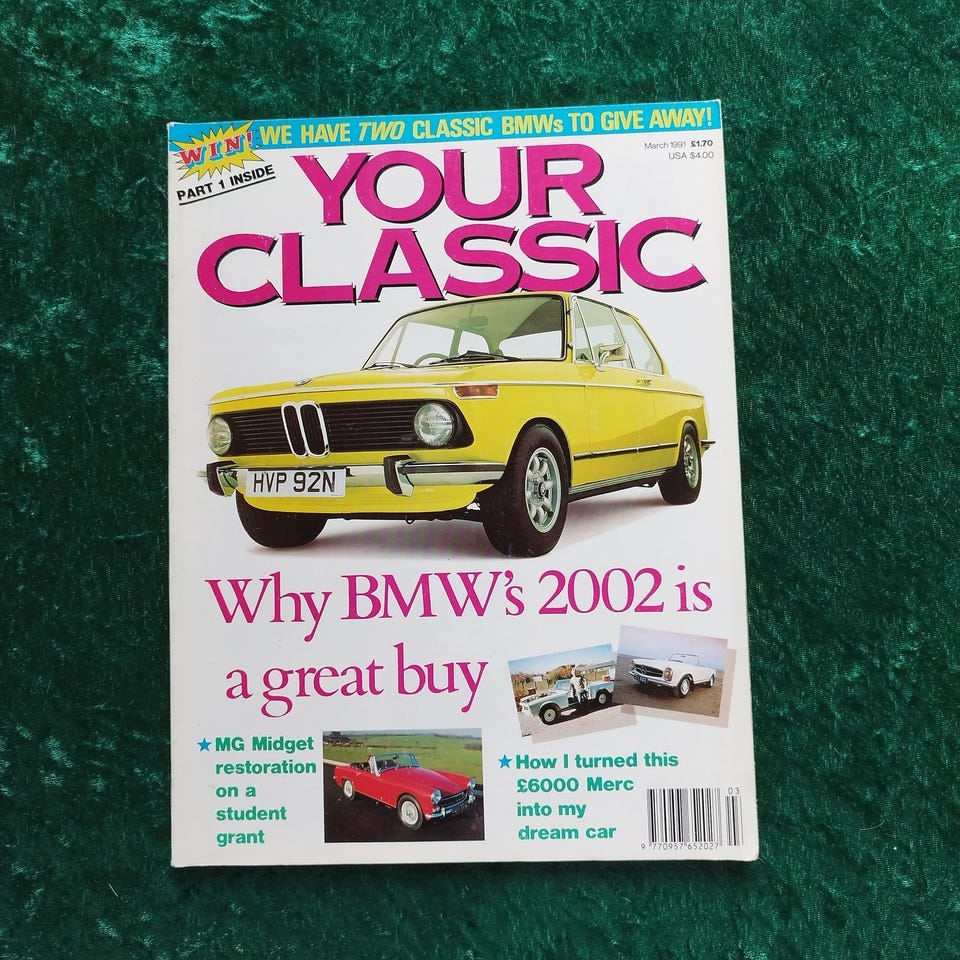 WE HAVE TWO CLASSIC BMWs TO GIVE AWAY!
WIN!
PART 1 INSIDE
March 1991 £1.70
USA $4.00
YOUR
CLASSIC
HVP 92N
Why BMW's 2002 is
a great buy
MG Midget
restoration
on a
student
grant
How I turned this
£6000 Merc
into my
dream car
03
9 770957 652027